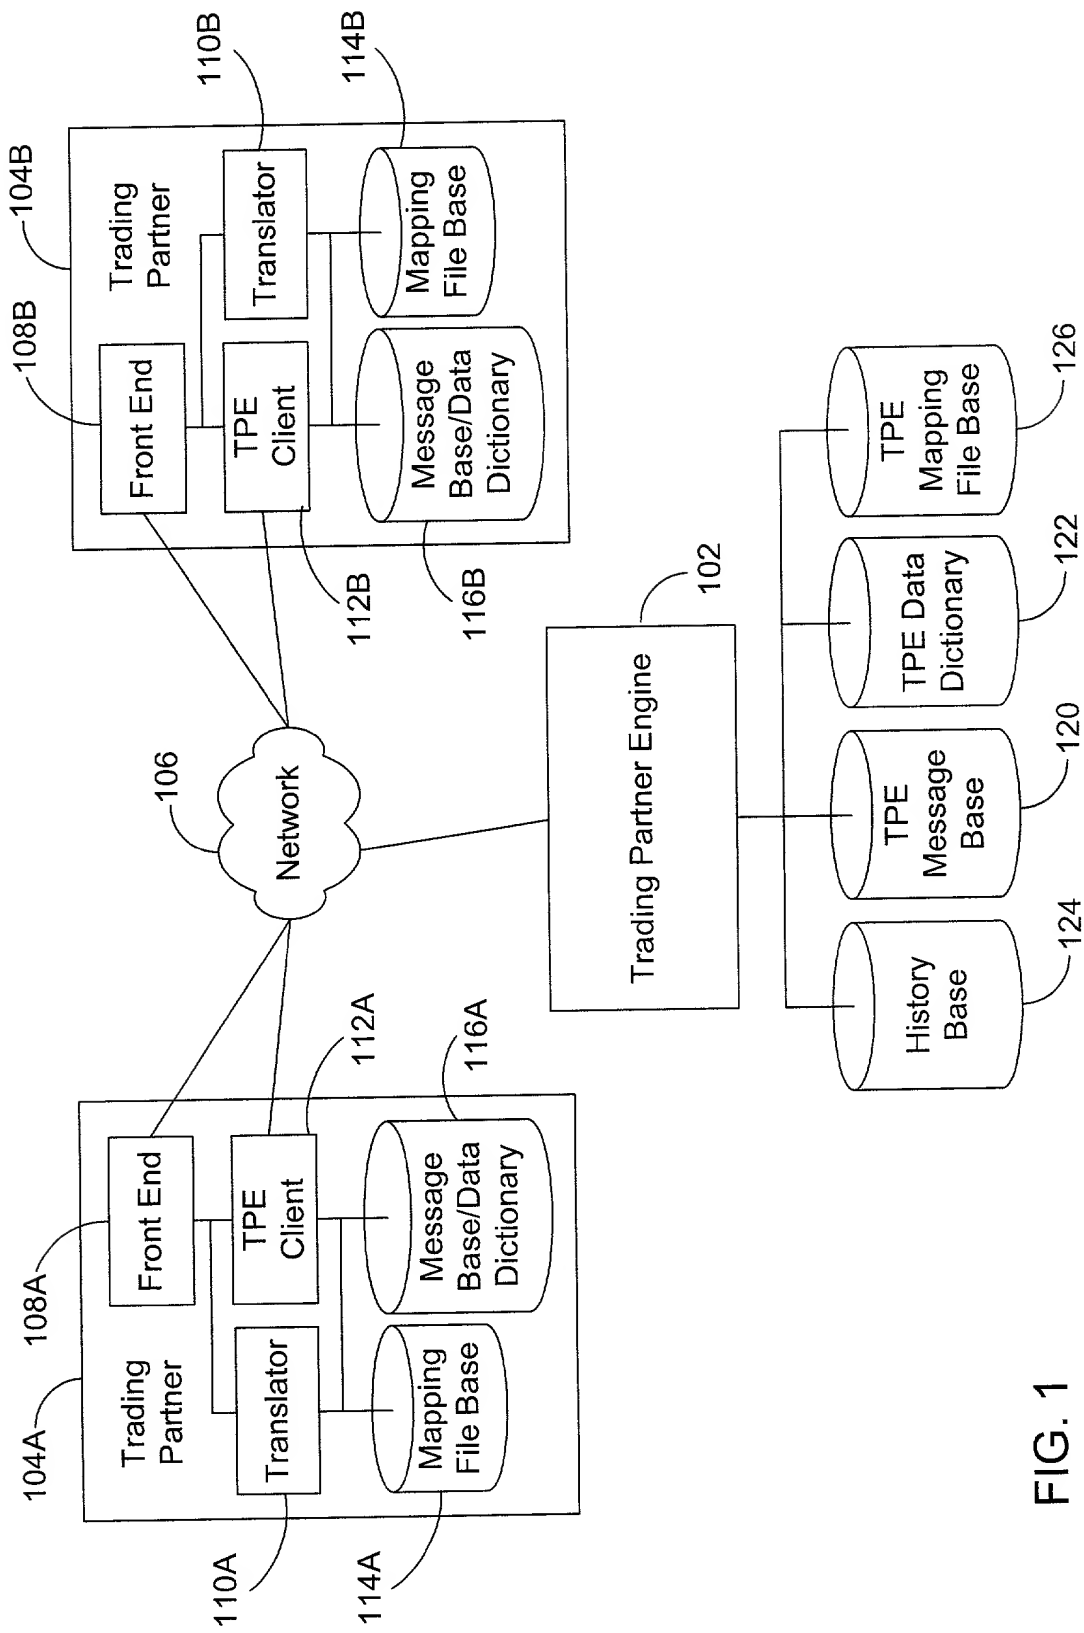 104A
108A
Trading
Partner
Front End
110A
Translator
TPE
Client
112A
114A
Mapping
File Base
Message
Base/Data
Dictionary
116A
106
Network
104B
108B
Front End
Trading
Partner
110B
112B
TPE
Client
Translator
114B
116B
Message
Base/Data
Dictionary
Mapping
File Base
Trading Partner Engine
102
History
Base
TPE
Message
Base
TPE Data
Dictionary
TPE
Mapping
File Base
124
120
122
126
FIG. 1